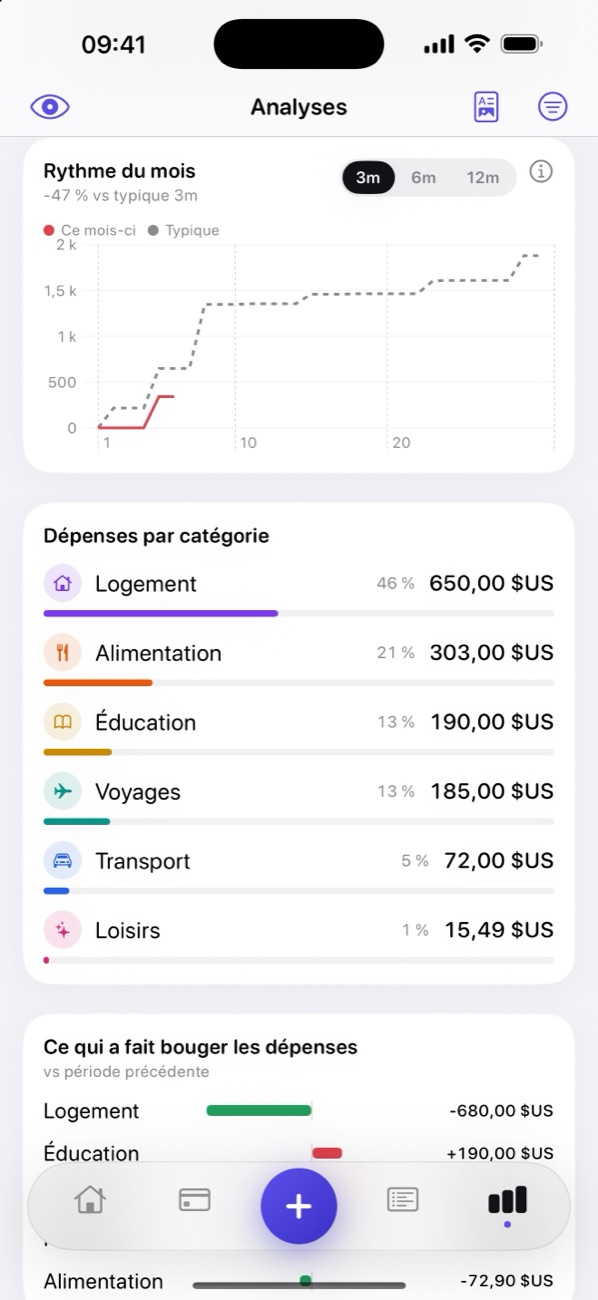 09:41
Analyses
Rythme du mois
-47 % vs typique 3m
3m 6m 12m
Ce mois-ci Typique
2 k
1,5 k
1 k
500
0
1 10 20
Dépenses par catégorie
Logement 46 % 650,00 $US
Alimentation 21 % 303,00 $US
Éducation 13 % 190,00 $US
Voyages 13 % 185,00 $US
Transport 5 % 72,00 $US
Loisirs 1 % 15,49 $US
Ce qui a fait bouger les dépenses
vs période précédente
Logement -680,00 $US
Éducation +190,00 $US
Alimentation -72,90 $US